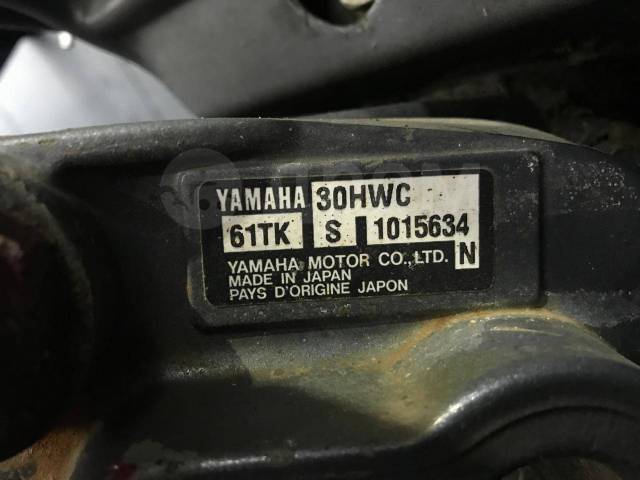 YAMAHA 30HWC
61TK S 1015634
YAMAHA MOTOR CO.,LTD. N
MADE IN JAPAN
PAYS D'ORIGINE JAPON